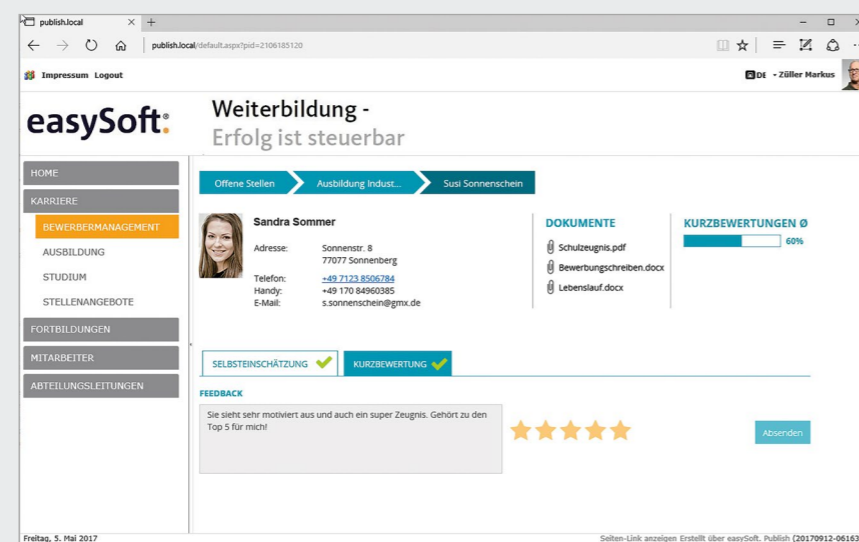 publish.local
publish.local/default.aspx?pid=2106185120
Impressum Logout
DE - Züller Markus
easySoft.
Weiterbildung -
Erfolg ist steuerbar
HOME
KARRIERE
BEWERBERMANAGEMENT
AUSBILDUNG
STUDIUM
STELLENANGEBOTE
FORTBILDUNGEN
MITARBEITER
ABTEILUNGSLEITUNGEN
Offene Stellen
Ausbildung Indust...
Susi Sonnenschein
Sandra Sommer
Adresse: Sonnenstr. 8
77077 Sonnenberg
Telefon: +49 7123 8506784
Handy: +49 170 84960385
E-Mail: s.sonnenschein@gmx.de
DOKUMENTE
Schulzeugnis.pdf
Bewerbungschreiben.docx
Lebenslauf.docx
KURZBEWERTUNGEN Ø
60%
SELBSTEINSCHÄTZUNG
KURZBEWERTUNG
FEEDBACK
Sie sieht sehr motiviert aus und auch ein super Zeugnis. Gehört zu den
Top 5 für mich!
Absenden
Freitag, 5. Mai 2017
Seiten-Link anzeigen Erstellt über easySoft. Publish (20170912-06163